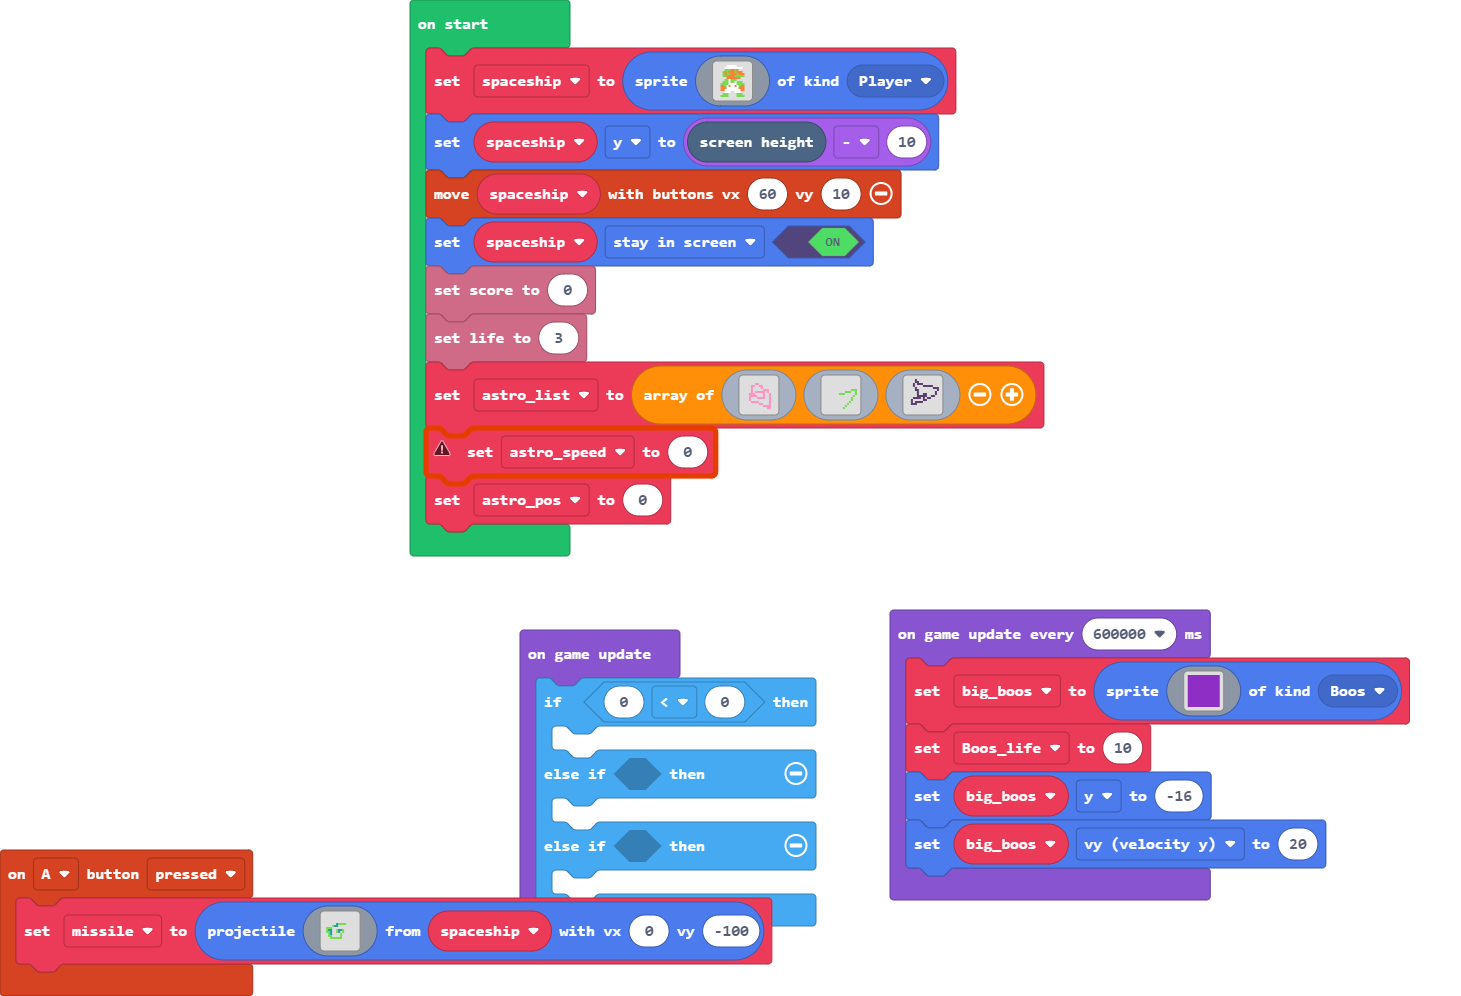 on start
set spaceship to sprite of kind Player
set spaceship y to screen height - 10
move spaceship with buttons vx 60 vy 10
set spaceship stay in screen ON
set score to 0
set life to 3
set astro_list to array of
set astro_speed to 0
set astro_pos to 0
on game update
if 0 < 0 then
else if then
else if then
on game update every 600000 ms
set big_boos to sprite of kind Boos
set Boos_life to 10
set big_boos y to -16
set big_boos vy (velocity y) to 20
on A button pressed
set missile to projectile from spaceship with vx 0 vy -100